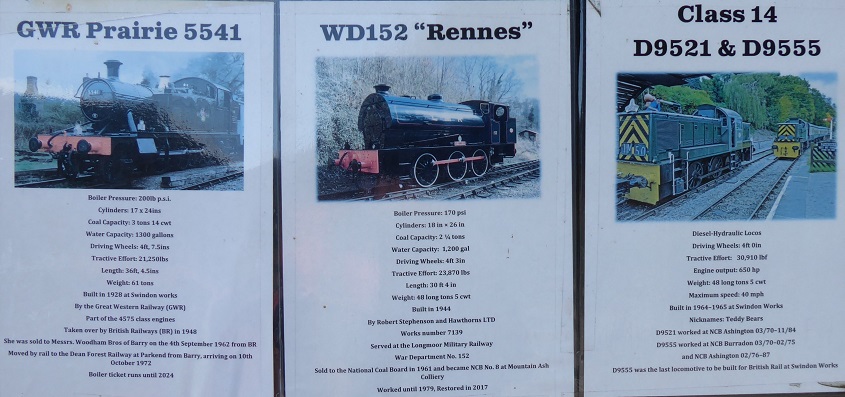 GWR Prairie 5541
Boiler Pressure: 200lb p.s.i.
Cylinders: 17 x 24ins
Coal Capacity: 3 tons 14 cwt
Water Capacity: 1300 gallons
Driving Wheels: 4ft, 7.5ins
Tractive Effort: 21,250lbs
Length: 36ft, 4.5ins
Weight: 61 tons
Built in 1928 at Swindon works
By the Great Western Railway (GWR)
Part of the 4575 class engines
Taken over by British Railways (BR) in 1948
She was sold to Messrs. Woodham Bros of Barry on the 4th September 1962 from BR
Moved by rail to the Dean Forest Railway at Parkend from Barry, arriving on 10th
October 1972
Boiler ticket runs until 2024
WD152 “Rennes”
Boiler Pressure: 170 psi
Cylinders: 18 in × 26 in
Coal Capacity: 2 ¼ tons
Water Capacity: 1,200 gal
Driving Wheels: 4ft 3in
Tractive Effort: 23,870 lbs
Length: 30 ft 4 in
Weight: 48 long tons 5 cwt
Built in 1944
By Robert Stephenson and Hawthorns LTD
Works number 7139
Served at the Longmoor Military Railway
War Department No. 152
Sold to the National Coal Board in 1961 and became NCB No. 8 at Mountain Ash
Colliery
Worked until 1979, Restored in 2017
Class 14
D9521 & D9555
Diesel-Hydraulic Locos
Driving Wheels: 4ft 0in
Tractive Effort: 30,910 lbf
Engine output: 650 hp
Weight: 48 long tons 5 cwt
Maximum speed: 40 mph
Built in 1964–1965 at Swindon Works
Nicknames: Teddy Bears
D9521 worked at NCB Ashington 03/70–11/84
D9555 worked at NCB Burradon 03/70–02/75
and NCB Ashington 02/76–87
D9555 was the last locomotive to be built for British Rail at Swindon Works